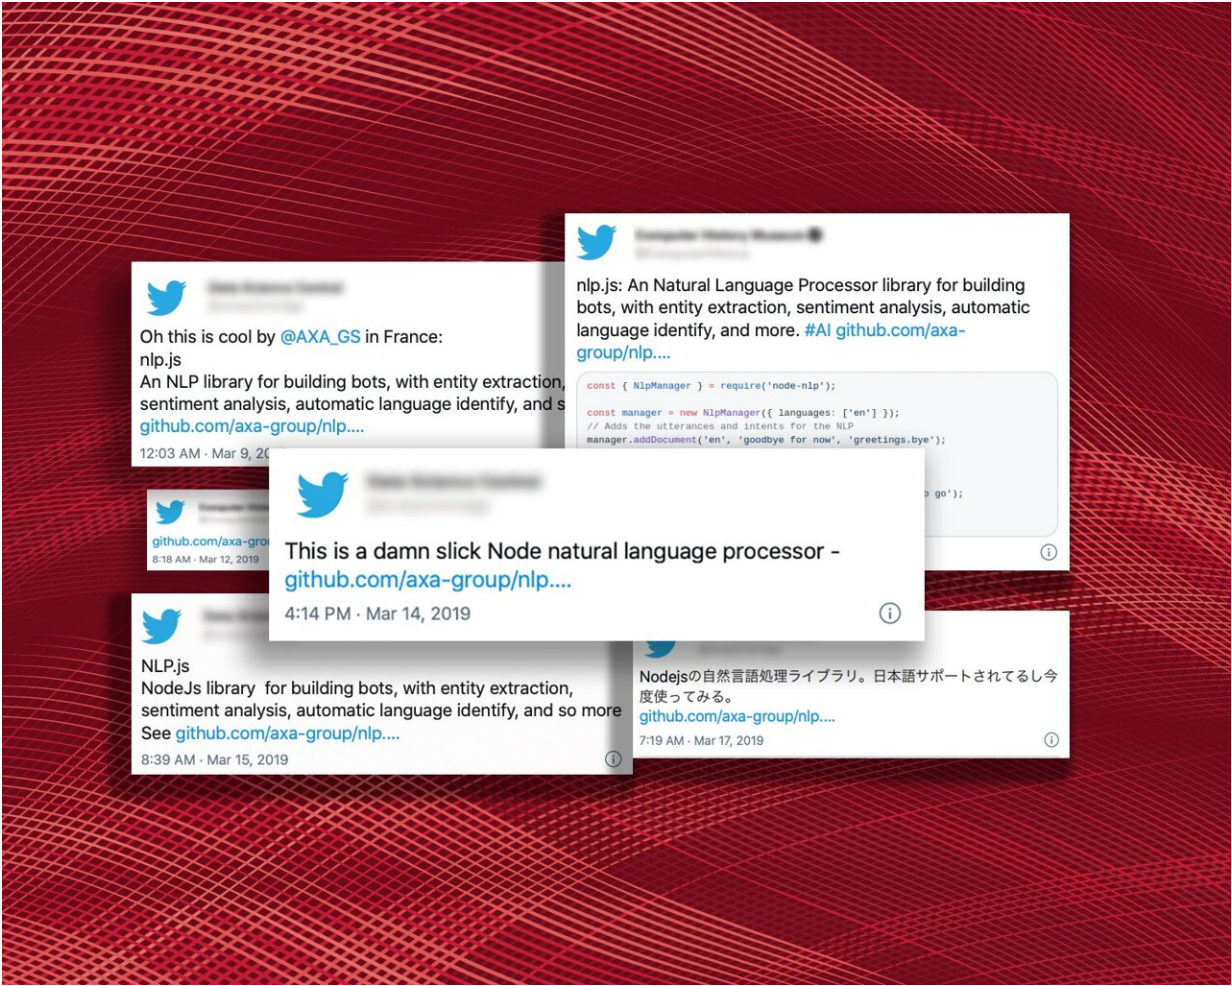 Oh this is cool by @AXA_GS in France:
nlp.js
An NLP library for building bots, with entity extraction,
sentiment analysis, automatic language identify, and s
github.com/axa-group/nlp....
12:03 AM · Mar 9, 20
nlp.js: An Natural Language Processor library for building
bots, with entity extraction, sentiment analysis, automatic
language identify, and more. #AI github.com/axa-
group/nlp....
const { NlpManager } = require('node-nlp');
const manager = new NlpManager({ languages: ['en'] });
// Adds the utterances and intents for the NLP
manager.addDocument('en', 'goodbye for now', 'greetings.bye');
o go');
github.com/axa-gro
8:18 AM · Mar 12, 2019
This is a damn slick Node natural language processor -
github.com/axa-group/nlp....
4:14 PM · Mar 14, 2019
NLP.js
NodeJs library for building bots, with entity extraction,
sentiment analysis, automatic language identify, and so more
See github.com/axa-group/nlp....
8:39 AM · Mar 15, 2019
Nodejsの自然言語処理ライブラリ。日本語サポートされてるし今
度使ってみる。
github.com/axa-group/nlp....
7:19 AM · Mar 17, 2019